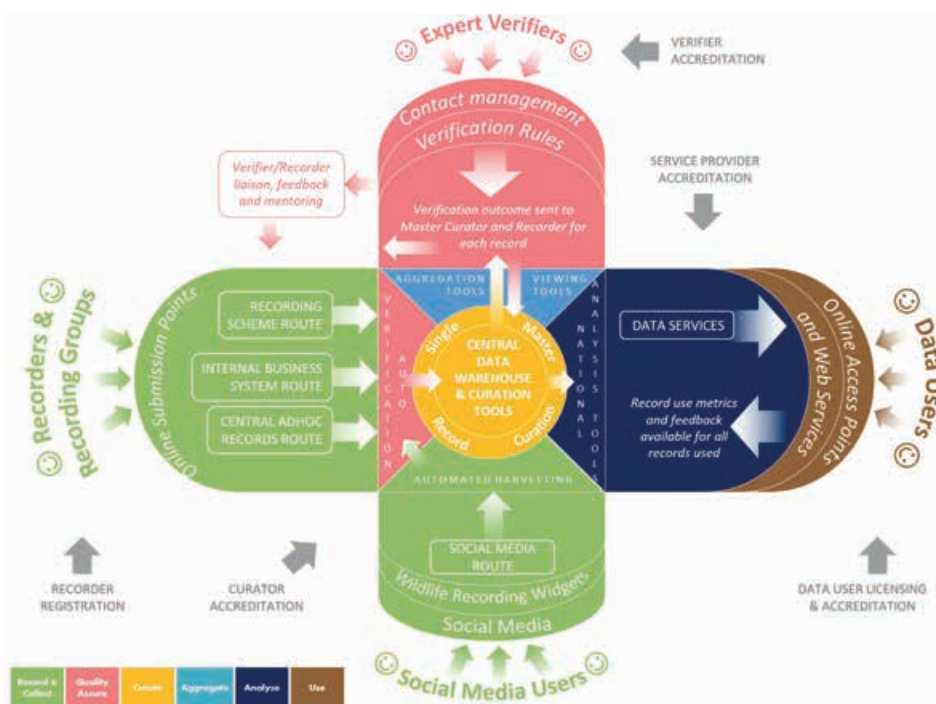 Expert Verifiers
VERIFIER
ACCREDITATION
Contact management
Verification Rules
Verifier/Recorder
liaison, feedback
and mentoring
SERVICE PROVIDER
ACCREDITATION
Verification outcome sent to
Master Curator and Recorder for
each record
AGGREGATION
TOOLS
VIEWING
TOOLS
Recorders &
Recording Groups
Online Submission Points
RECORDING
SCHEME ROUTE
INTERNAL BUSINESS
SYSTEM ROUTE
CENTRAL ADHOC
RECORDS ROUTE
AUTO
VERIFICATION
Single
Master
Record
Curation
CENTRAL
DATA
WAREHOUSE
& CURATION
TOOLS
NATIONAL
ANALYSIS TOOLS
DATA SERVICES
Record use metrics
and feedback
available for all
records used
Online Access Points
and Web Services
Data Users
AUTOMATED HARVESTING
SOCIAL MEDIA
ROUTE
Wildlife Recording Widgets
Social Media
Social Media Users
RECORDER
REGISTRATION
CURATOR
ACCREDITATION
DATA USER LICENSING
& ACCREDITATION
Record &
Collect
Quality
Assure
Create
Aggregate
Analyse
Use